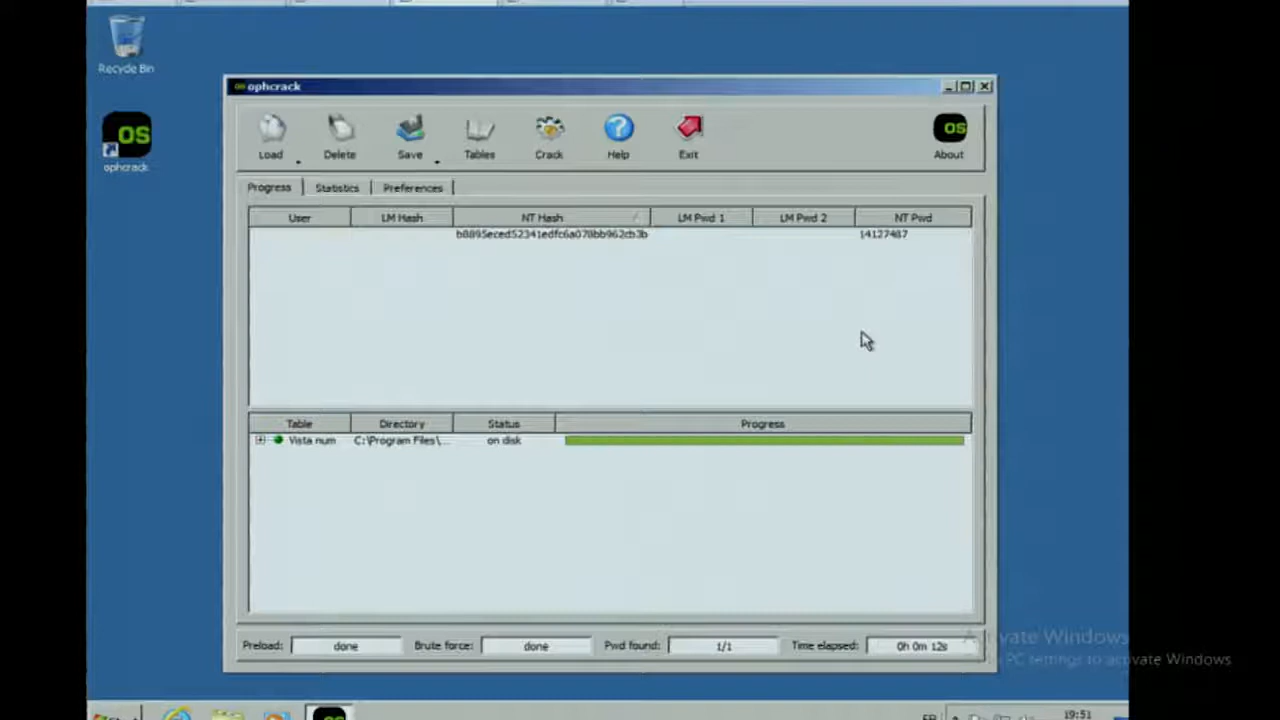 Recycle Bin
OS
ophcrack
OS ophcrack
Load Delete Save Tables Crack Help Exit
OS
About
Progress Statistics Preferences
User LM Hash NT Hash LM Pwd 1 LM Pwd 2 NT Pwd
b8895eced52341edfc6a078bb962cb3b 14127487
Table Directory Status Progress
Vista num C:\Program Files\... on disk
Preload: done Brute force: done Pwd found: 1/1 Time elapsed: 0h 0m 12s
Activate Windows
PC settings to activate Windows
OS
19:51